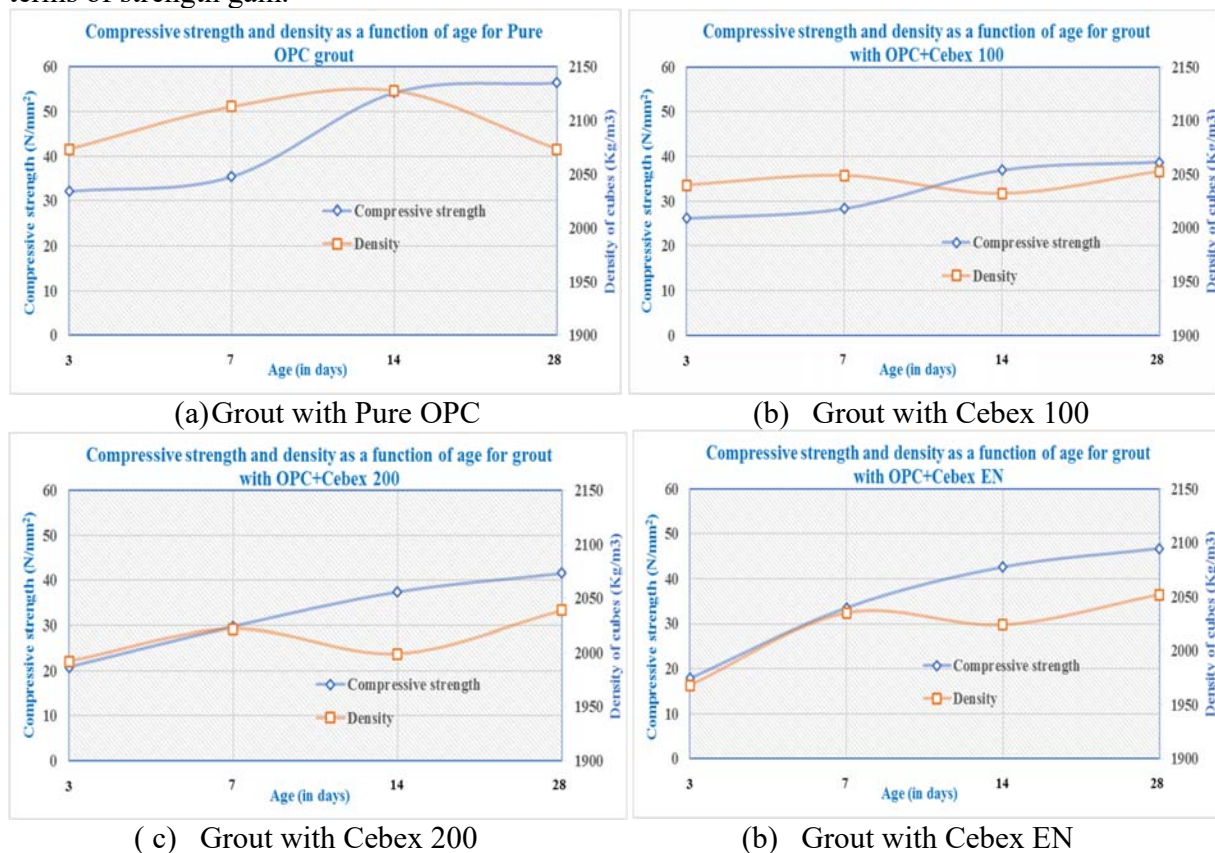 terms of strength gain.
Compressive strength and density as a function of age for Pure
OPC grout
Compressive strength (N/mm²)
60
50
40
30
20
10
0
2150
2100
2050
2000
1950
1900
Density of cubes (Kg/m3)
Compressive strength
Density
3 7 14 28
Age (in days)
(a) Grout with Pure OPC
Compressive strength and density as a function of age for grout
with OPC+Cebex 100
Compressive strength (N/mm²)
60
50
40
30
20
10
0
2150
2100
2050
2000
1950
1900
Density of cubes (Kg/m3)
Compressive strength
Density
3 7 14 28
Age (in days)
(b) Grout with Cebex 100
Compressive strength and density as a function of age for grout
with OPC+Cebex 200
Compressive strength (N/mm²)
60
50
40
30
20
10
0
2150
2100
2050
2000
1950
1900
Density of cubes (Kg/m3)
Compressive strength
Density
3 7 14 28
Age (in days)
( c) Grout with Cebex 200
Compressive strength and density as a function of age for grout
with OPC+Cebex EN
Compressive strength (N/mm²)
60
50
40
30
20
10
0
2150
2100
2050
2000
1950
1900
Density of cubes (Kg/m3)
Compressive strength
Density
3 7 14 28
Age (in days)
(b) Grout with Cebex EN